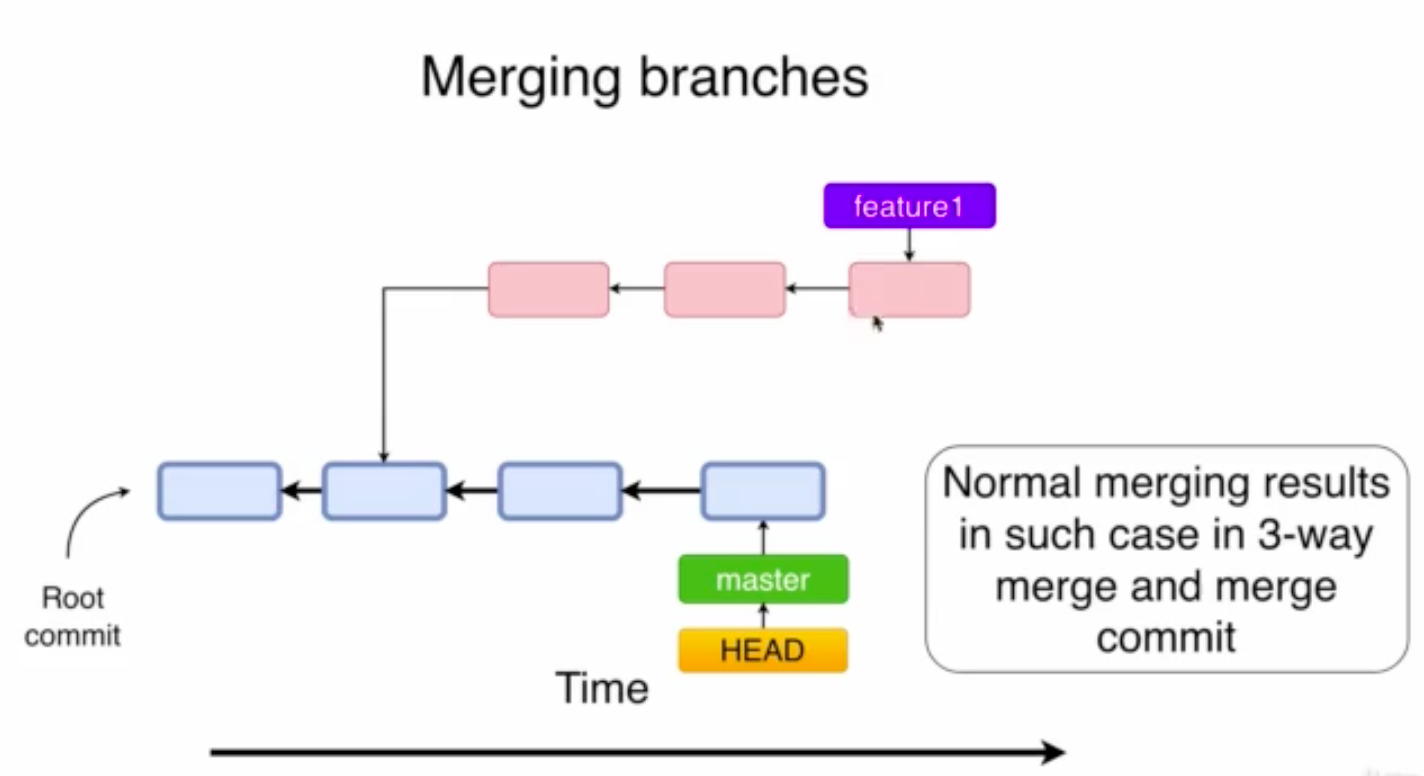 Merging branches
feature1
Normal merging results
in such case in 3-way
merge and merge
commit
master
Root
commit
HEAD
Time